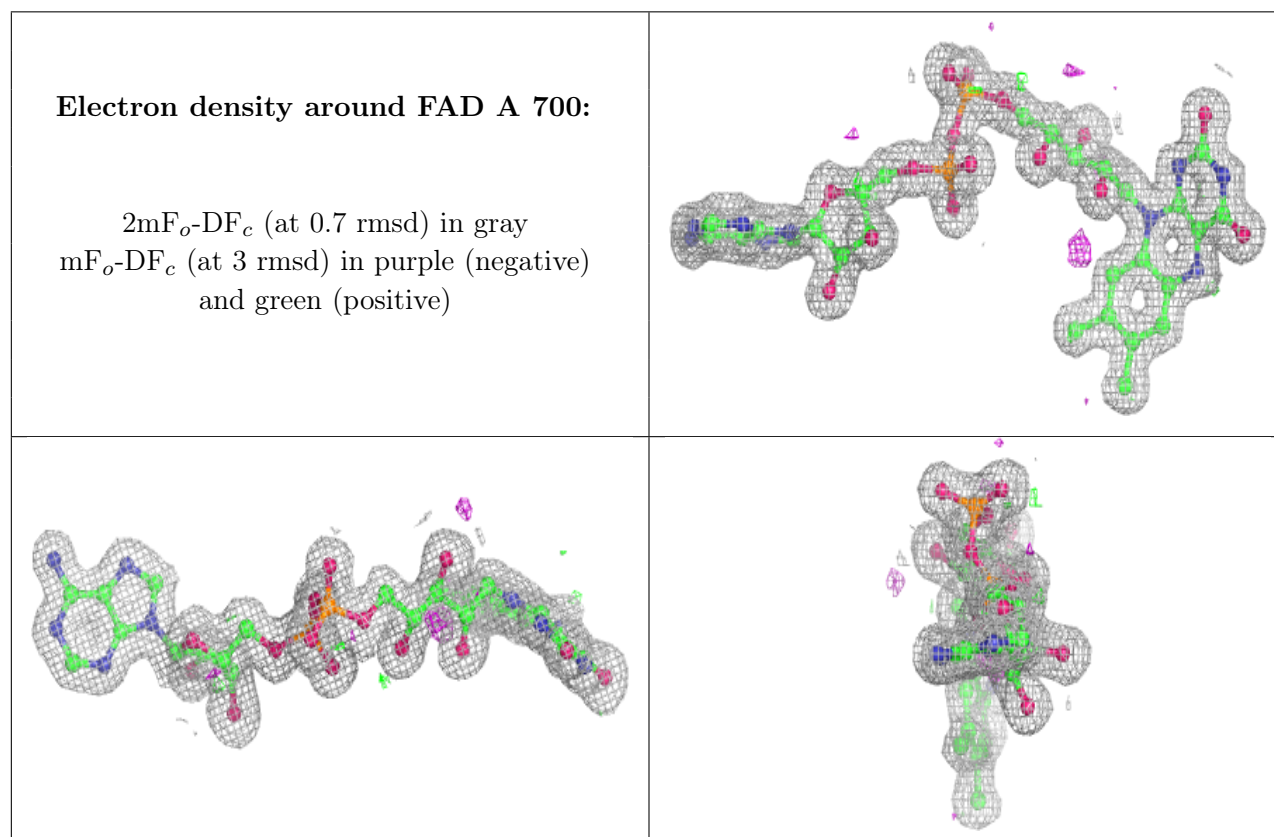 Electron density around FAD A 700:
2mFo-DFc (at 0.7 rmsd) in gray
mFo-DFc (at 3 rmsd) in purple (negative)
and green (positive)